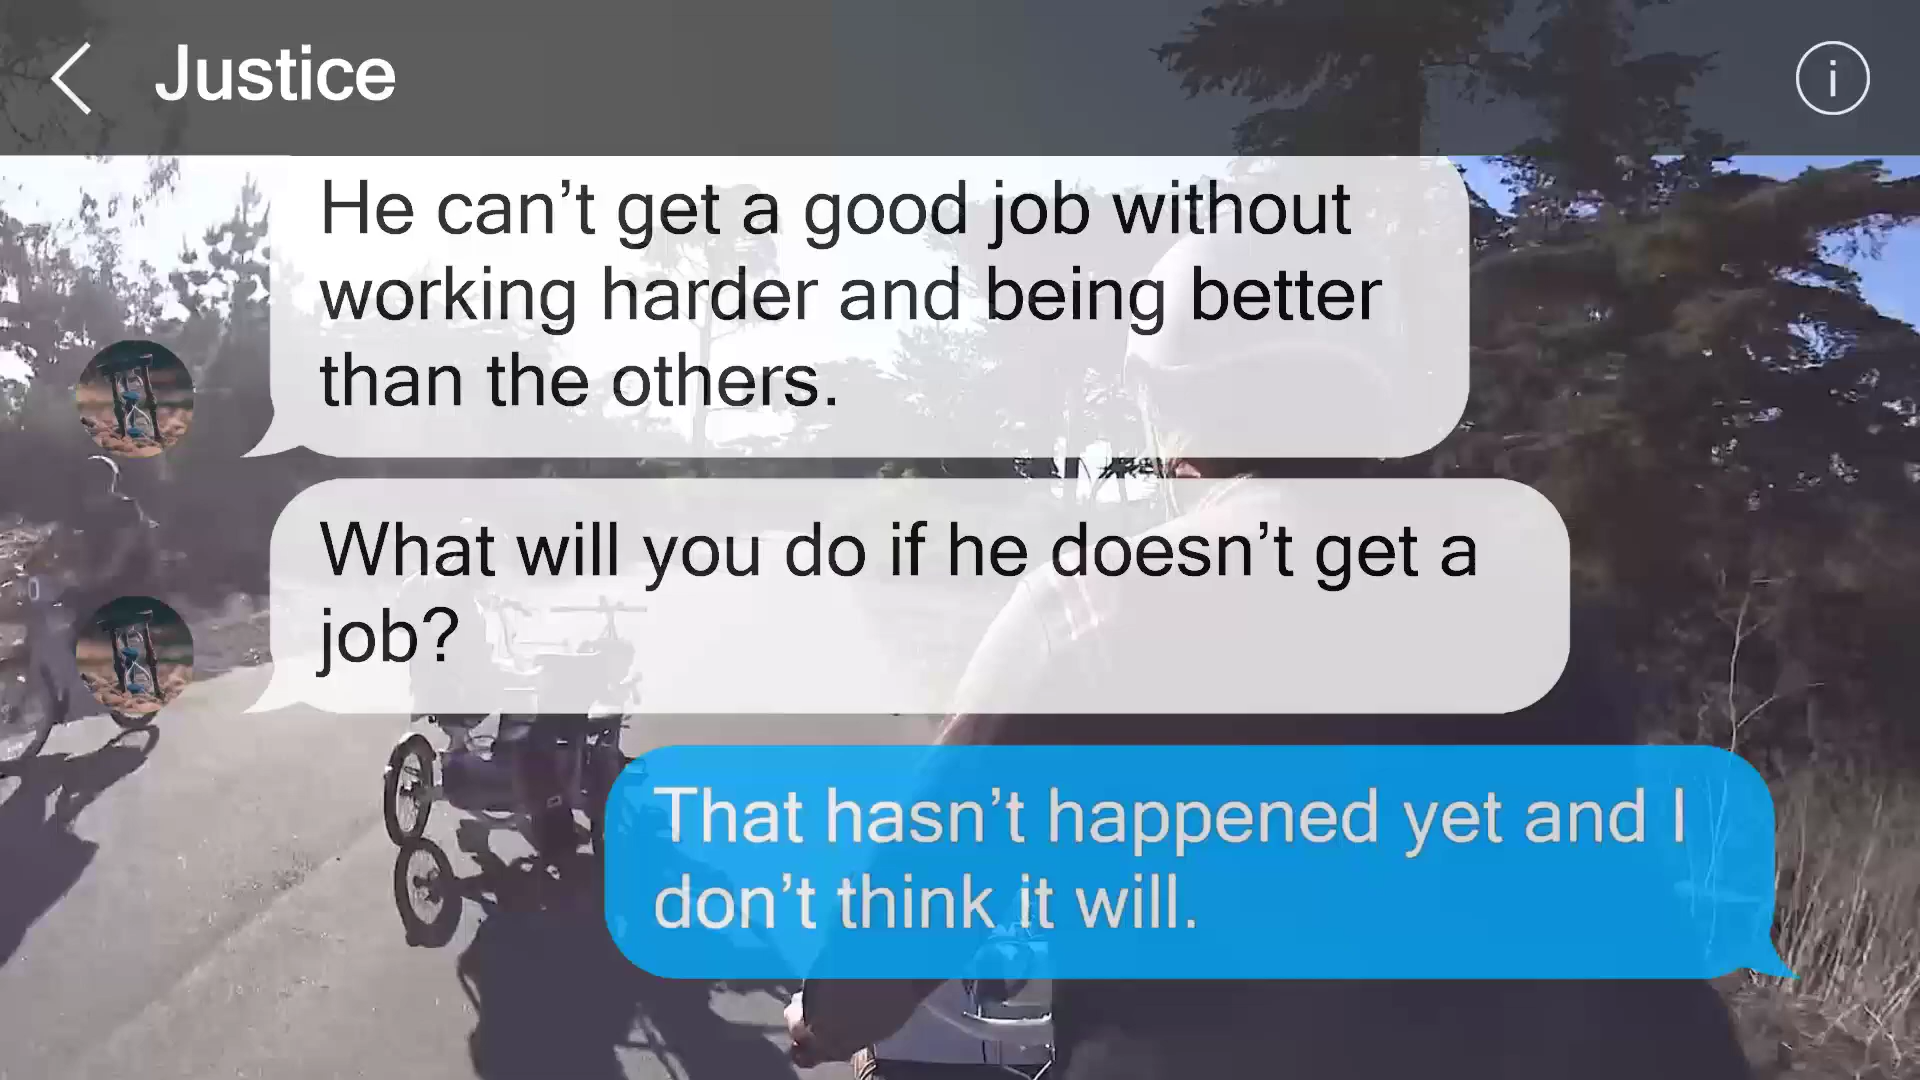 Justice
He can’t get a good job without
working harder and being better
than the others.
What will you do if he doesn’t get a
job?
That hasn’t happened yet and I
don’t think it will.